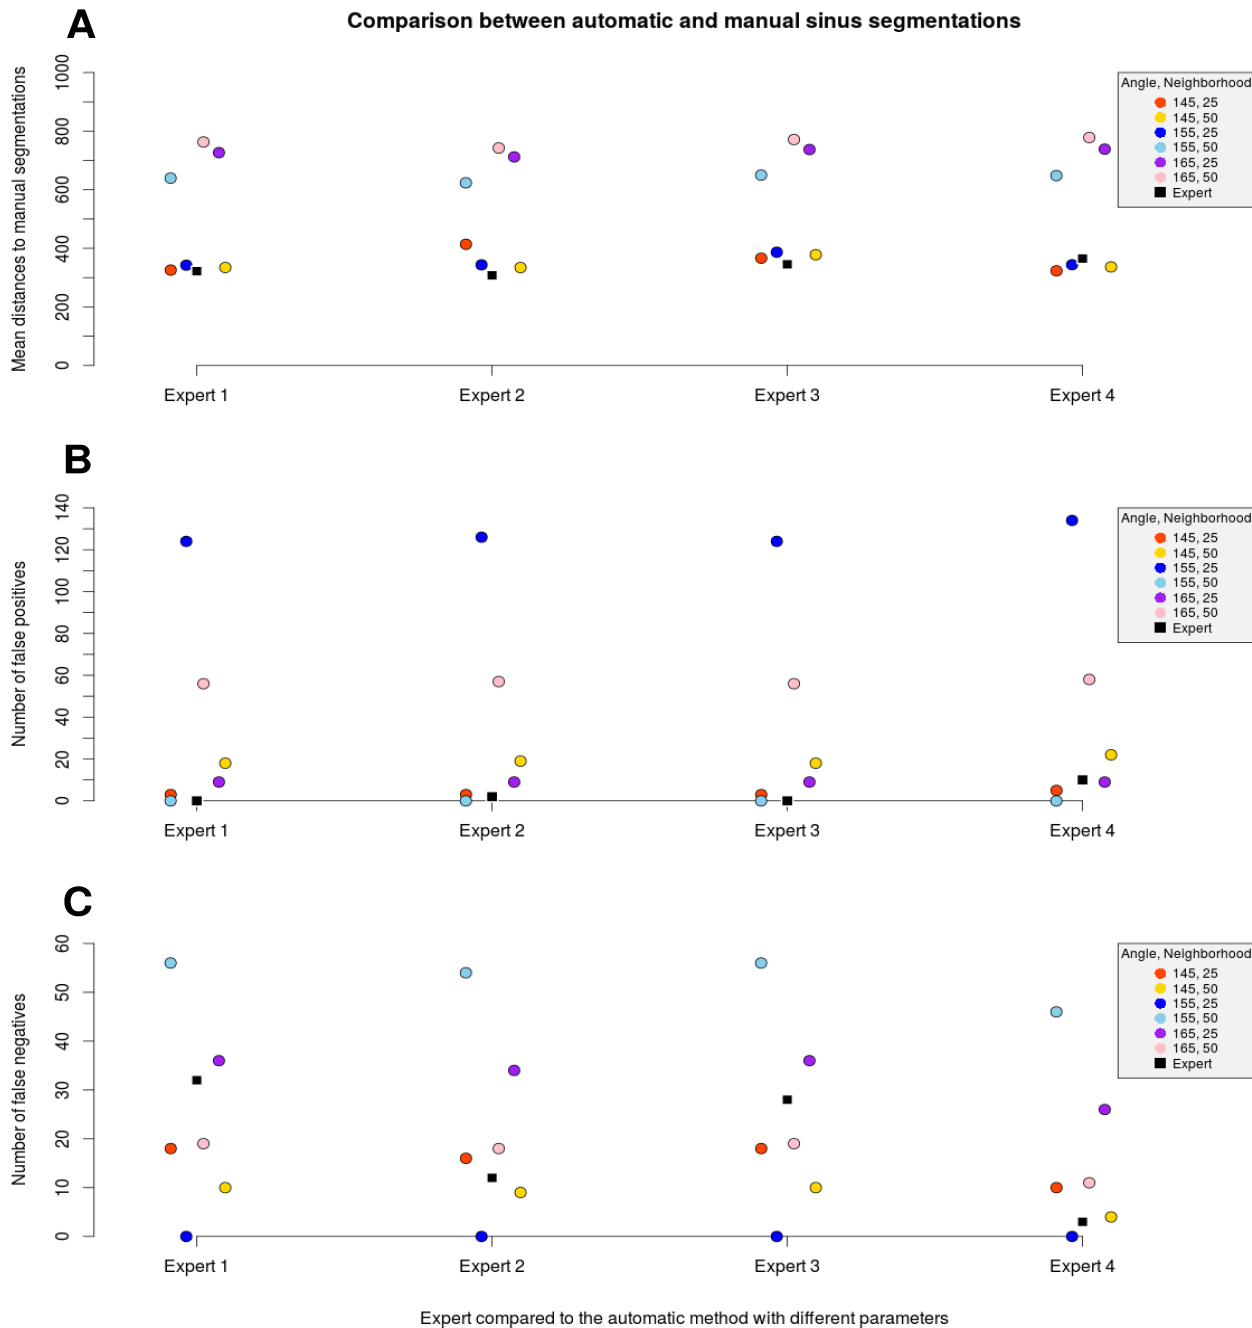 A
Comparison between automatic and manual sinus segmentations
Mean distances to manual segmentations
1000
800
600
400
200
0
Expert 1
Expert 2
Expert 3
Expert 4
Angle, Neighborhood
145, 25
145, 50
155, 25
155, 50
165, 25
165, 50
Expert
B
Number of false positives
140
120
100
80
60
40
20
0
Expert 1
Expert 2
Expert 3
Expert 4
Angle, Neighborhood
145, 25
145, 50
155, 25
155, 50
165, 25
165, 50
Expert
C
Number of false negatives
60
50
40
30
20
10
0
Expert 1
Expert 2
Expert 3
Expert 4
Angle, Neighborhood
145, 25
145, 50
155, 25
155, 50
165, 25
165, 50
Expert
Expert compared to the automatic method with different parameters